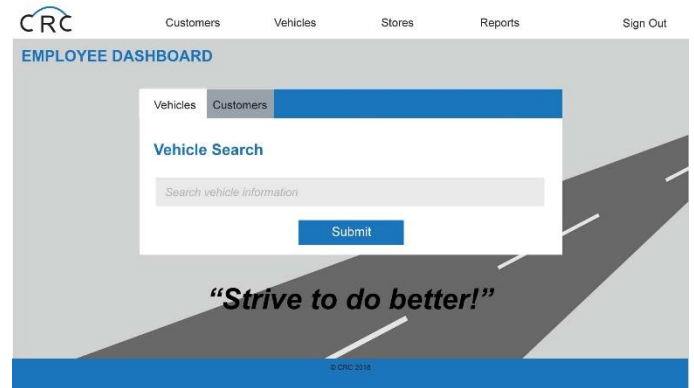 CRC
Customers Vehicles Stores Reports Sign Out
EMPLOYEE DASHBOARD
Vehicles Customers
Vehicle Search
Search vehicle information
Submit
“Strive to do better!”
© CRC 2018